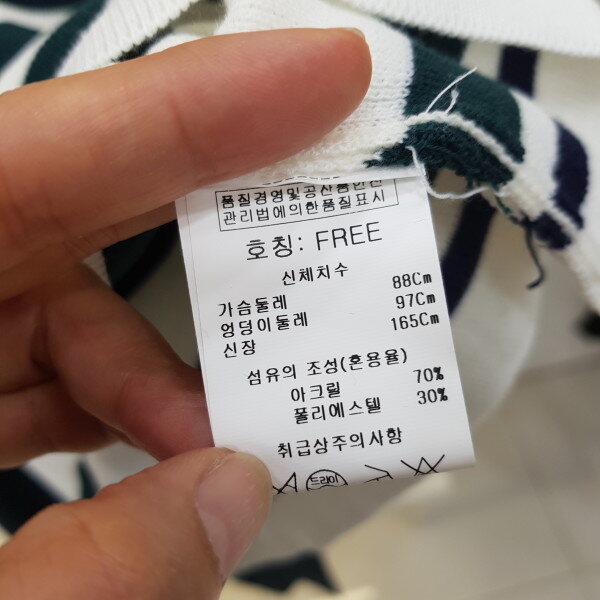 품질경영및공산품안전
관리법에의한품질표시
호칭: FREE
신체치수
가슴둘레 88Cm
엉덩이둘레 97Cm
신장 165Cm
섬유의 조성(혼용율)
아크릴 70%
폴리에스텔 30%
취급상주의사항
드라이